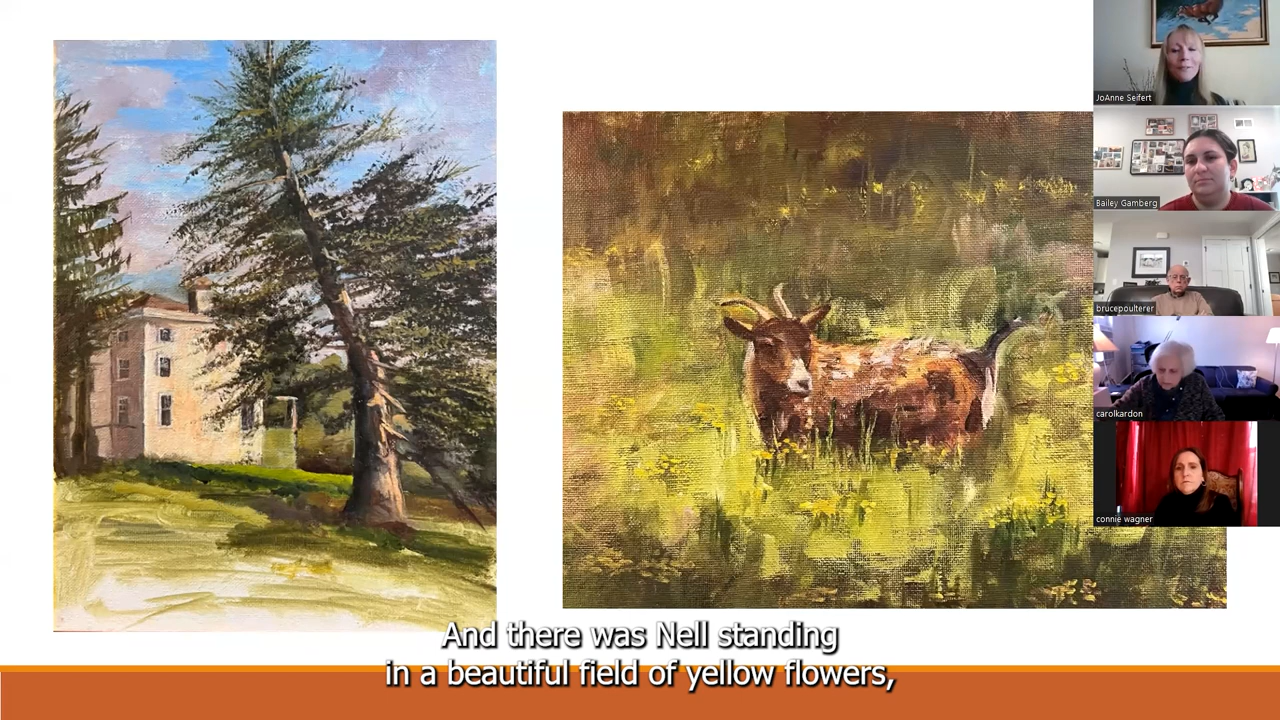 JoAnne Seifert
Bailey Gamberg
brucepoulterer
carolkardon
connie wagner
And there was Nell standing
in a beautiful field of yellow flowers,